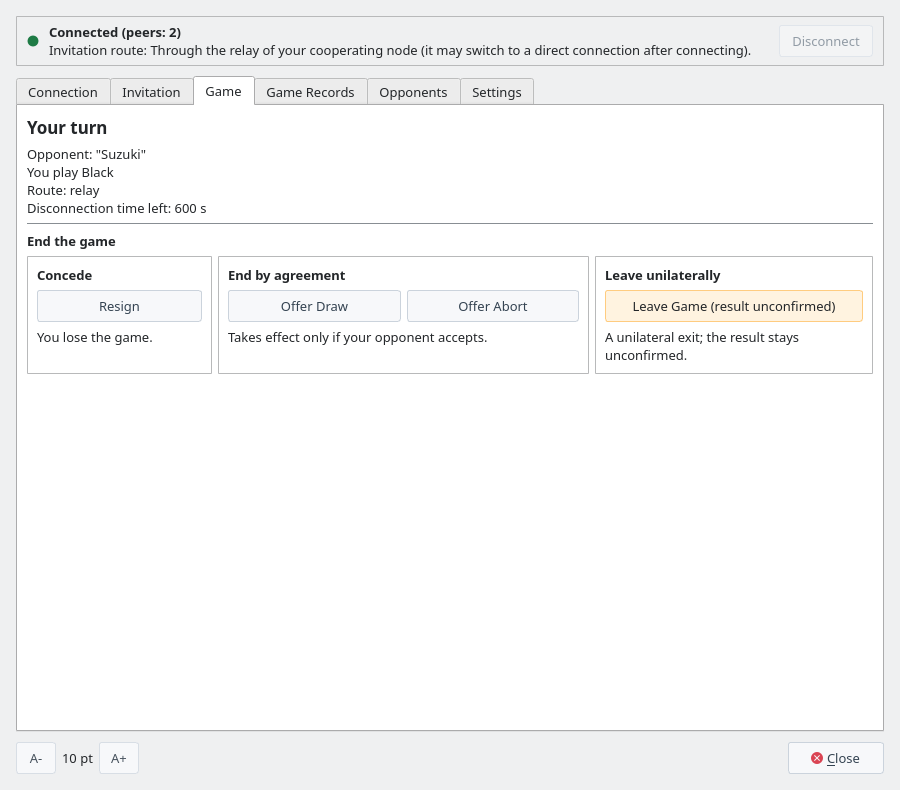 Connected (peers: 2)
Invitation route: Through the relay of your cooperating node (it may switch to a direct connection after connecting).
Disconnect
Connection
Invitation
Game
Game Records
Opponents
Settings
Your turn
Opponent: "Suzuki"
You play Black
Route: relay
Disconnection time left: 600 s
End the game
Concede
Resign
You lose the game.
End by agreement
Offer Draw
Offer Abort
Takes effect only if your opponent accepts.
Leave unilaterally
Leave Game (result unconfirmed)
A unilateral exit; the result stays
unconfirmed.
A-
10 pt
A+
Close